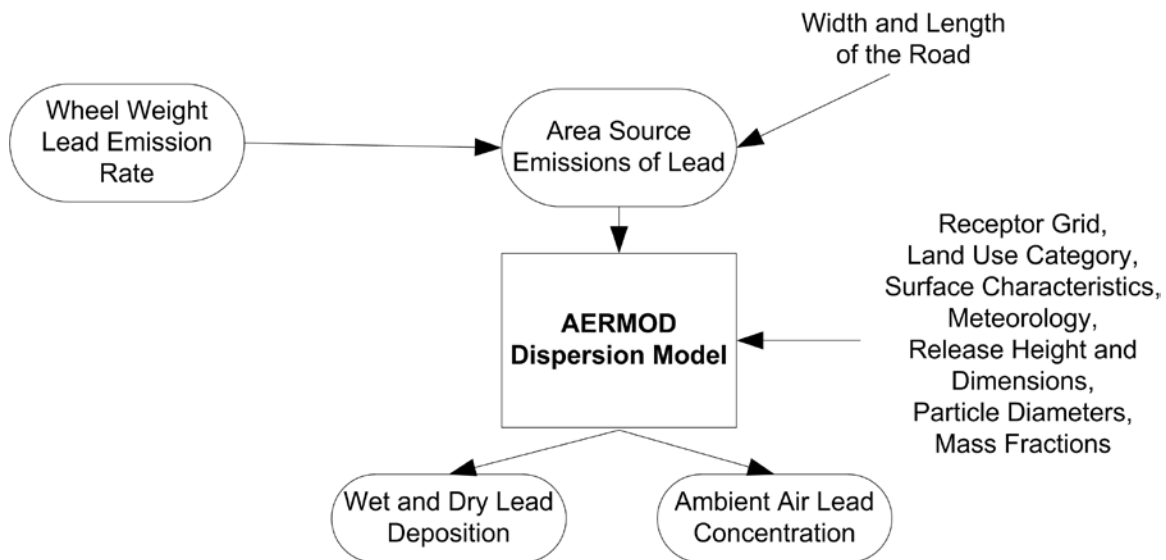 Width and Length
of the Road
Wheel Weight
Lead Emission
Rate
Area Source
Emissions of Lead
Receptor Grid,
Land Use Category,
Surface Characteristics,
Meteorology,
Release Height and
Dimensions,
Particle Diameters,
Mass Fractions
AERMOD
Dispersion Model
Wet and Dry Lead
Deposition
Ambient Air Lead
Concentration